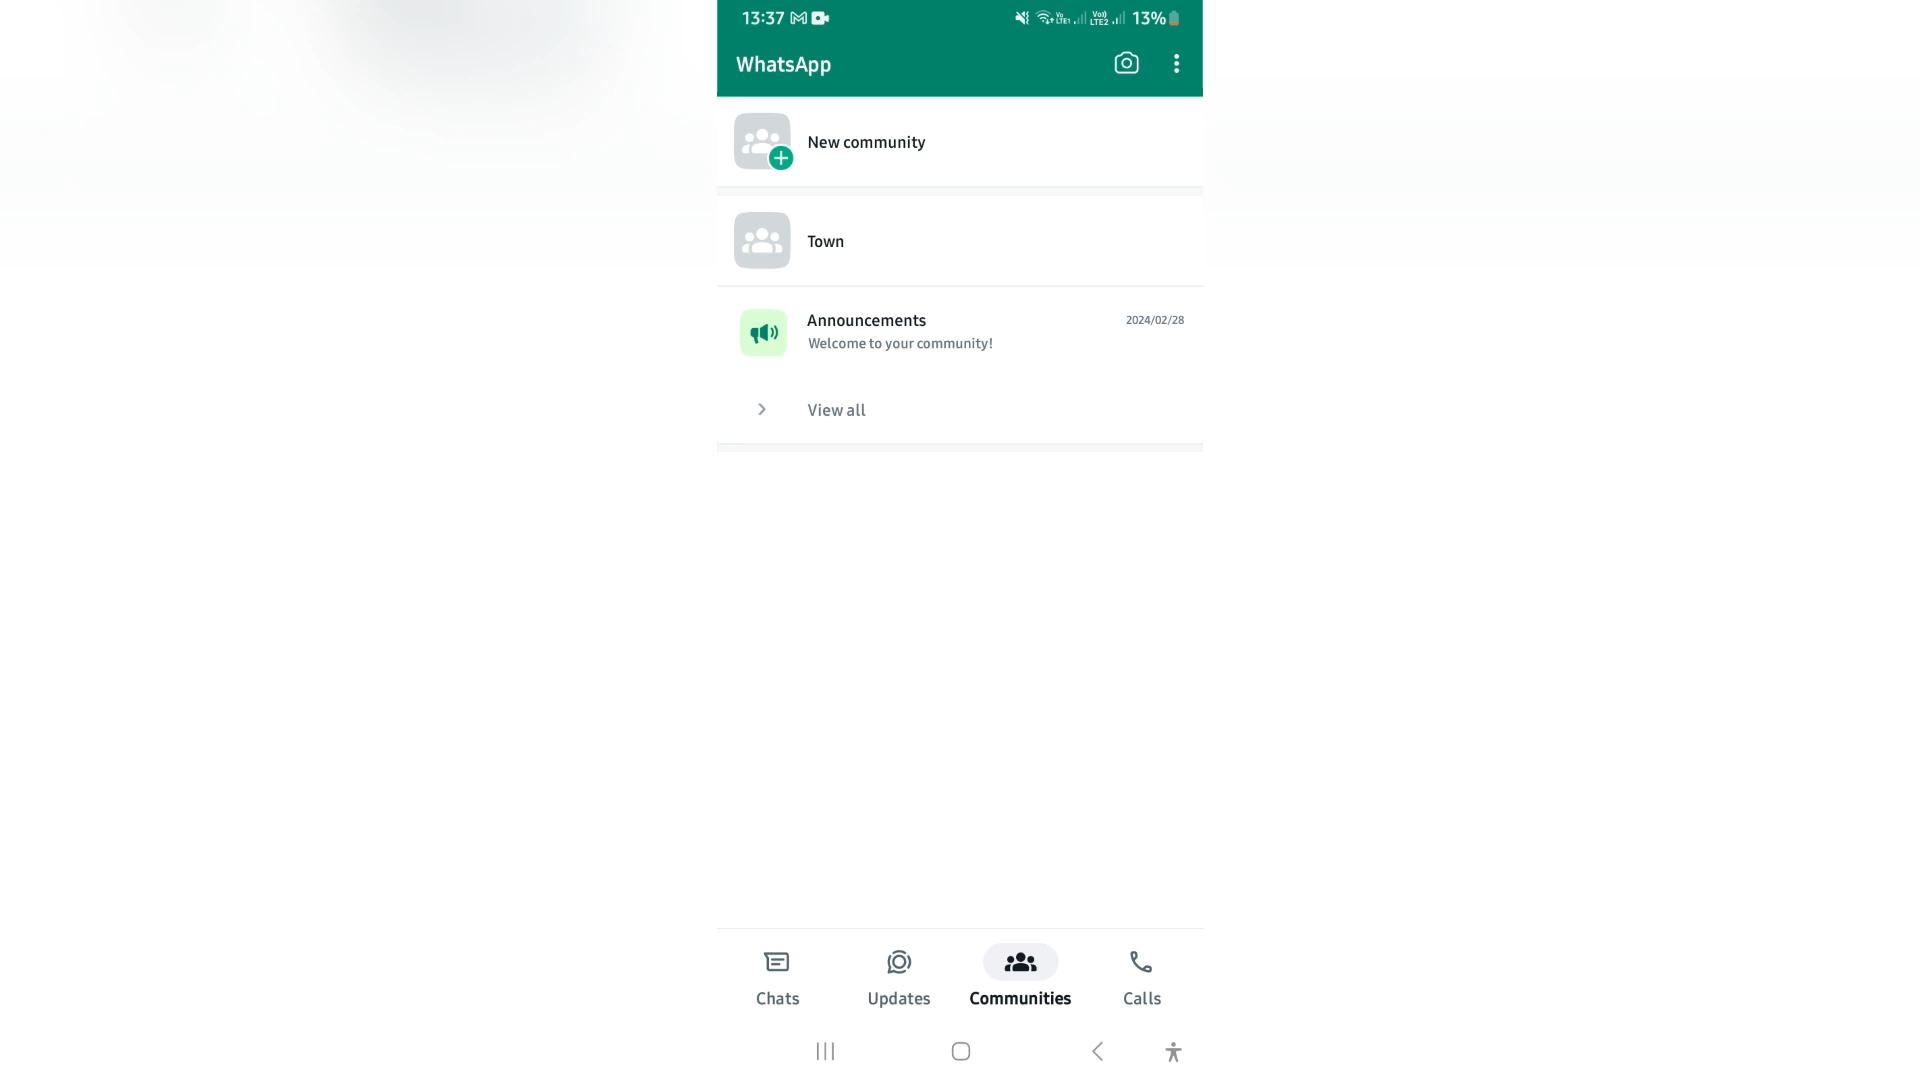 13:37 13%
WhatsApp
New community
Town
Announcements 2024/02/28
Welcome to your community!
View all
Chats Updates Communities Calls